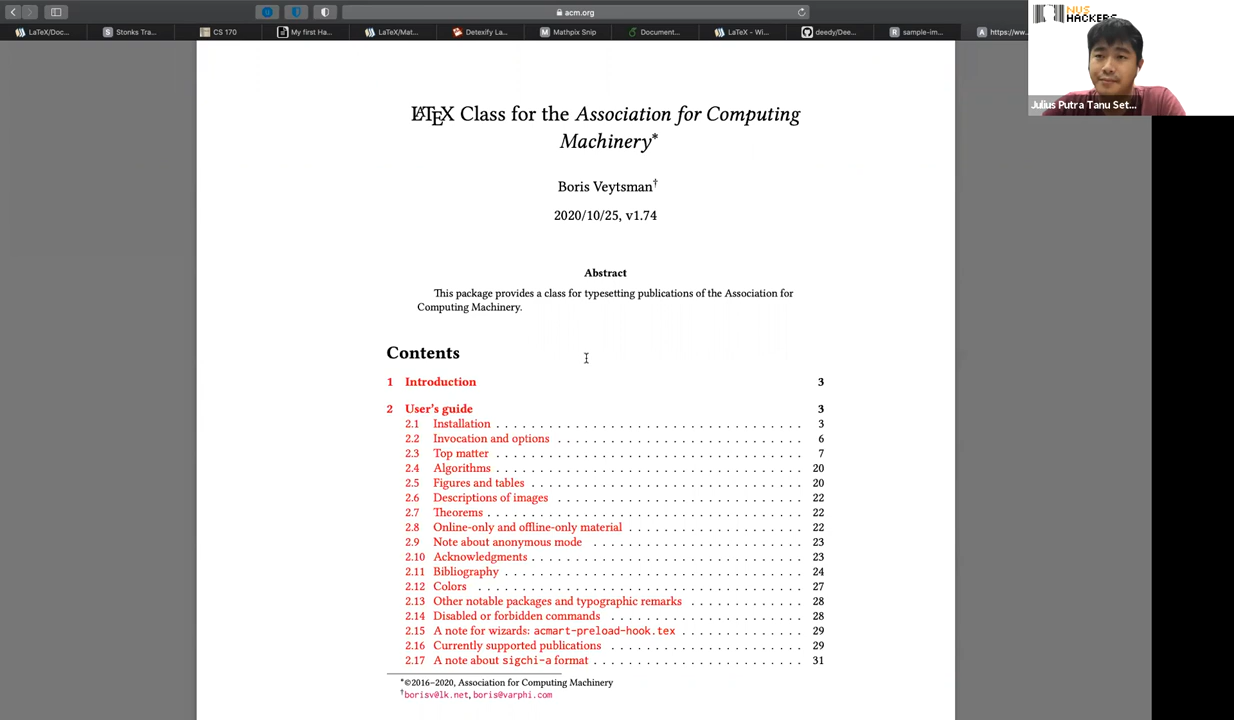 acm.org
LaTeX/Doc...
Stonks Tra...
CS 170
My first Ha...
LaTeX/Mat...
Detexify La...
Mathpix Snip
Document...
LaTeX - Wi...
deedy/Dee...
sample-im...
https://ww...
NUS
HACKERS
Julius Putra Tanu Set...
LATEX Class for the Association for Computing
Machinery*
Boris Veytsman†
2020/10/25, v1.74
Abstract
This package provides a class for typesetting publications of the Association for
Computing Machinery.
Contents
1 Introduction 3
2 User's guide 3
2.1 Installation . . . . . . . . . . . . . . . . . . . . 3
2.2 Invocation and options . . . . . . . . . . . . . . . . . . . . 6
2.3 Top matter . . . . . . . . . . . . . . . . . . . . 7
2.4 Algorithms . . . . . . . . . . . . . . . . . . . . 20
2.5 Figures and tables . . . . . . . . . . . . . . . . . . . . 20
2.6 Descriptions of images . . . . . . . . . . . . . . . . . . . . 22
2.7 Theorems . . . . . . . . . . . . . . . . . . . . 22
2.8 Online-only and offline-only material . . . . . . . . . . . . . . . 22
2.9 Note about anonymous mode . . . . . . . . . . . . . . . . . 23
2.10 Acknowledgments . . . . . . . . . . . . . . . . . . . . 23
2.11 Bibliography . . . . . . . . . . . . . . . . . . . . 24
2.12 Colors . . . . . . . . . . . . . . . . . . . . 27
2.13 Other notable packages and typographic remarks . . . . . . . . . 28
2.14 Disabled or forbidden commands . . . . . . . . . . . . . . . . 28
2.15 A note for wizards: acmart-preload-hook.tex . . . . . . . . . 29
2.16 Currently supported publications . . . . . . . . . . . . . . . . 29
2.17 A note about sigchi-a format . . . . . . . . . . . . . . . . . 31
*©2016–2020, Association for Computing Machinery
†borisv@lk.net, boris@varphi.com